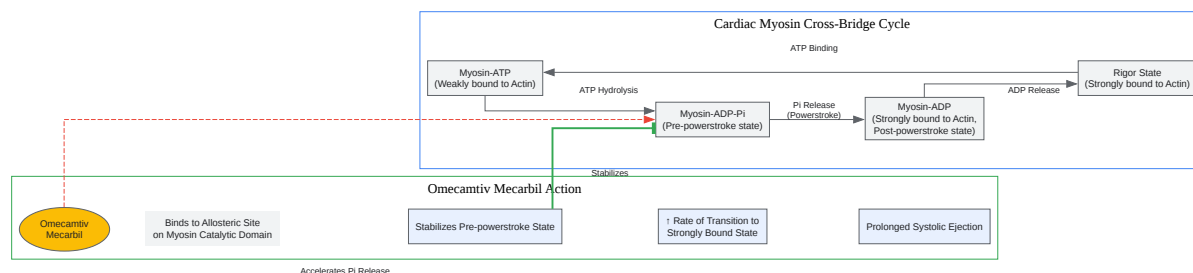 Cardiac Myosin Cross-Bridge Cycle
ATP Binding
Myosin-ATP
(Weakly bound to Actin)
Rigor State
(Strongly bound to Actin)
ATP Hydrolysis
ADP Release
Myosin-ADP-Pi
(Pre-powerstroke state)
Pi Release
(Powerstroke)
Myosin-ADP
(Strongly bound to Actin,
Post-powerstroke state)
Stabilizes
Omecamtiv Mecarbil Action
Omecamtiv
Mecarbil
Binds to Allosteric Site
on Myosin Catalytic Domain
Stabilizes Pre-powerstroke State
↑ Rate of Transition to
Strongly Bound State
Prolonged Systolic Ejection
Accelerates Pi Release